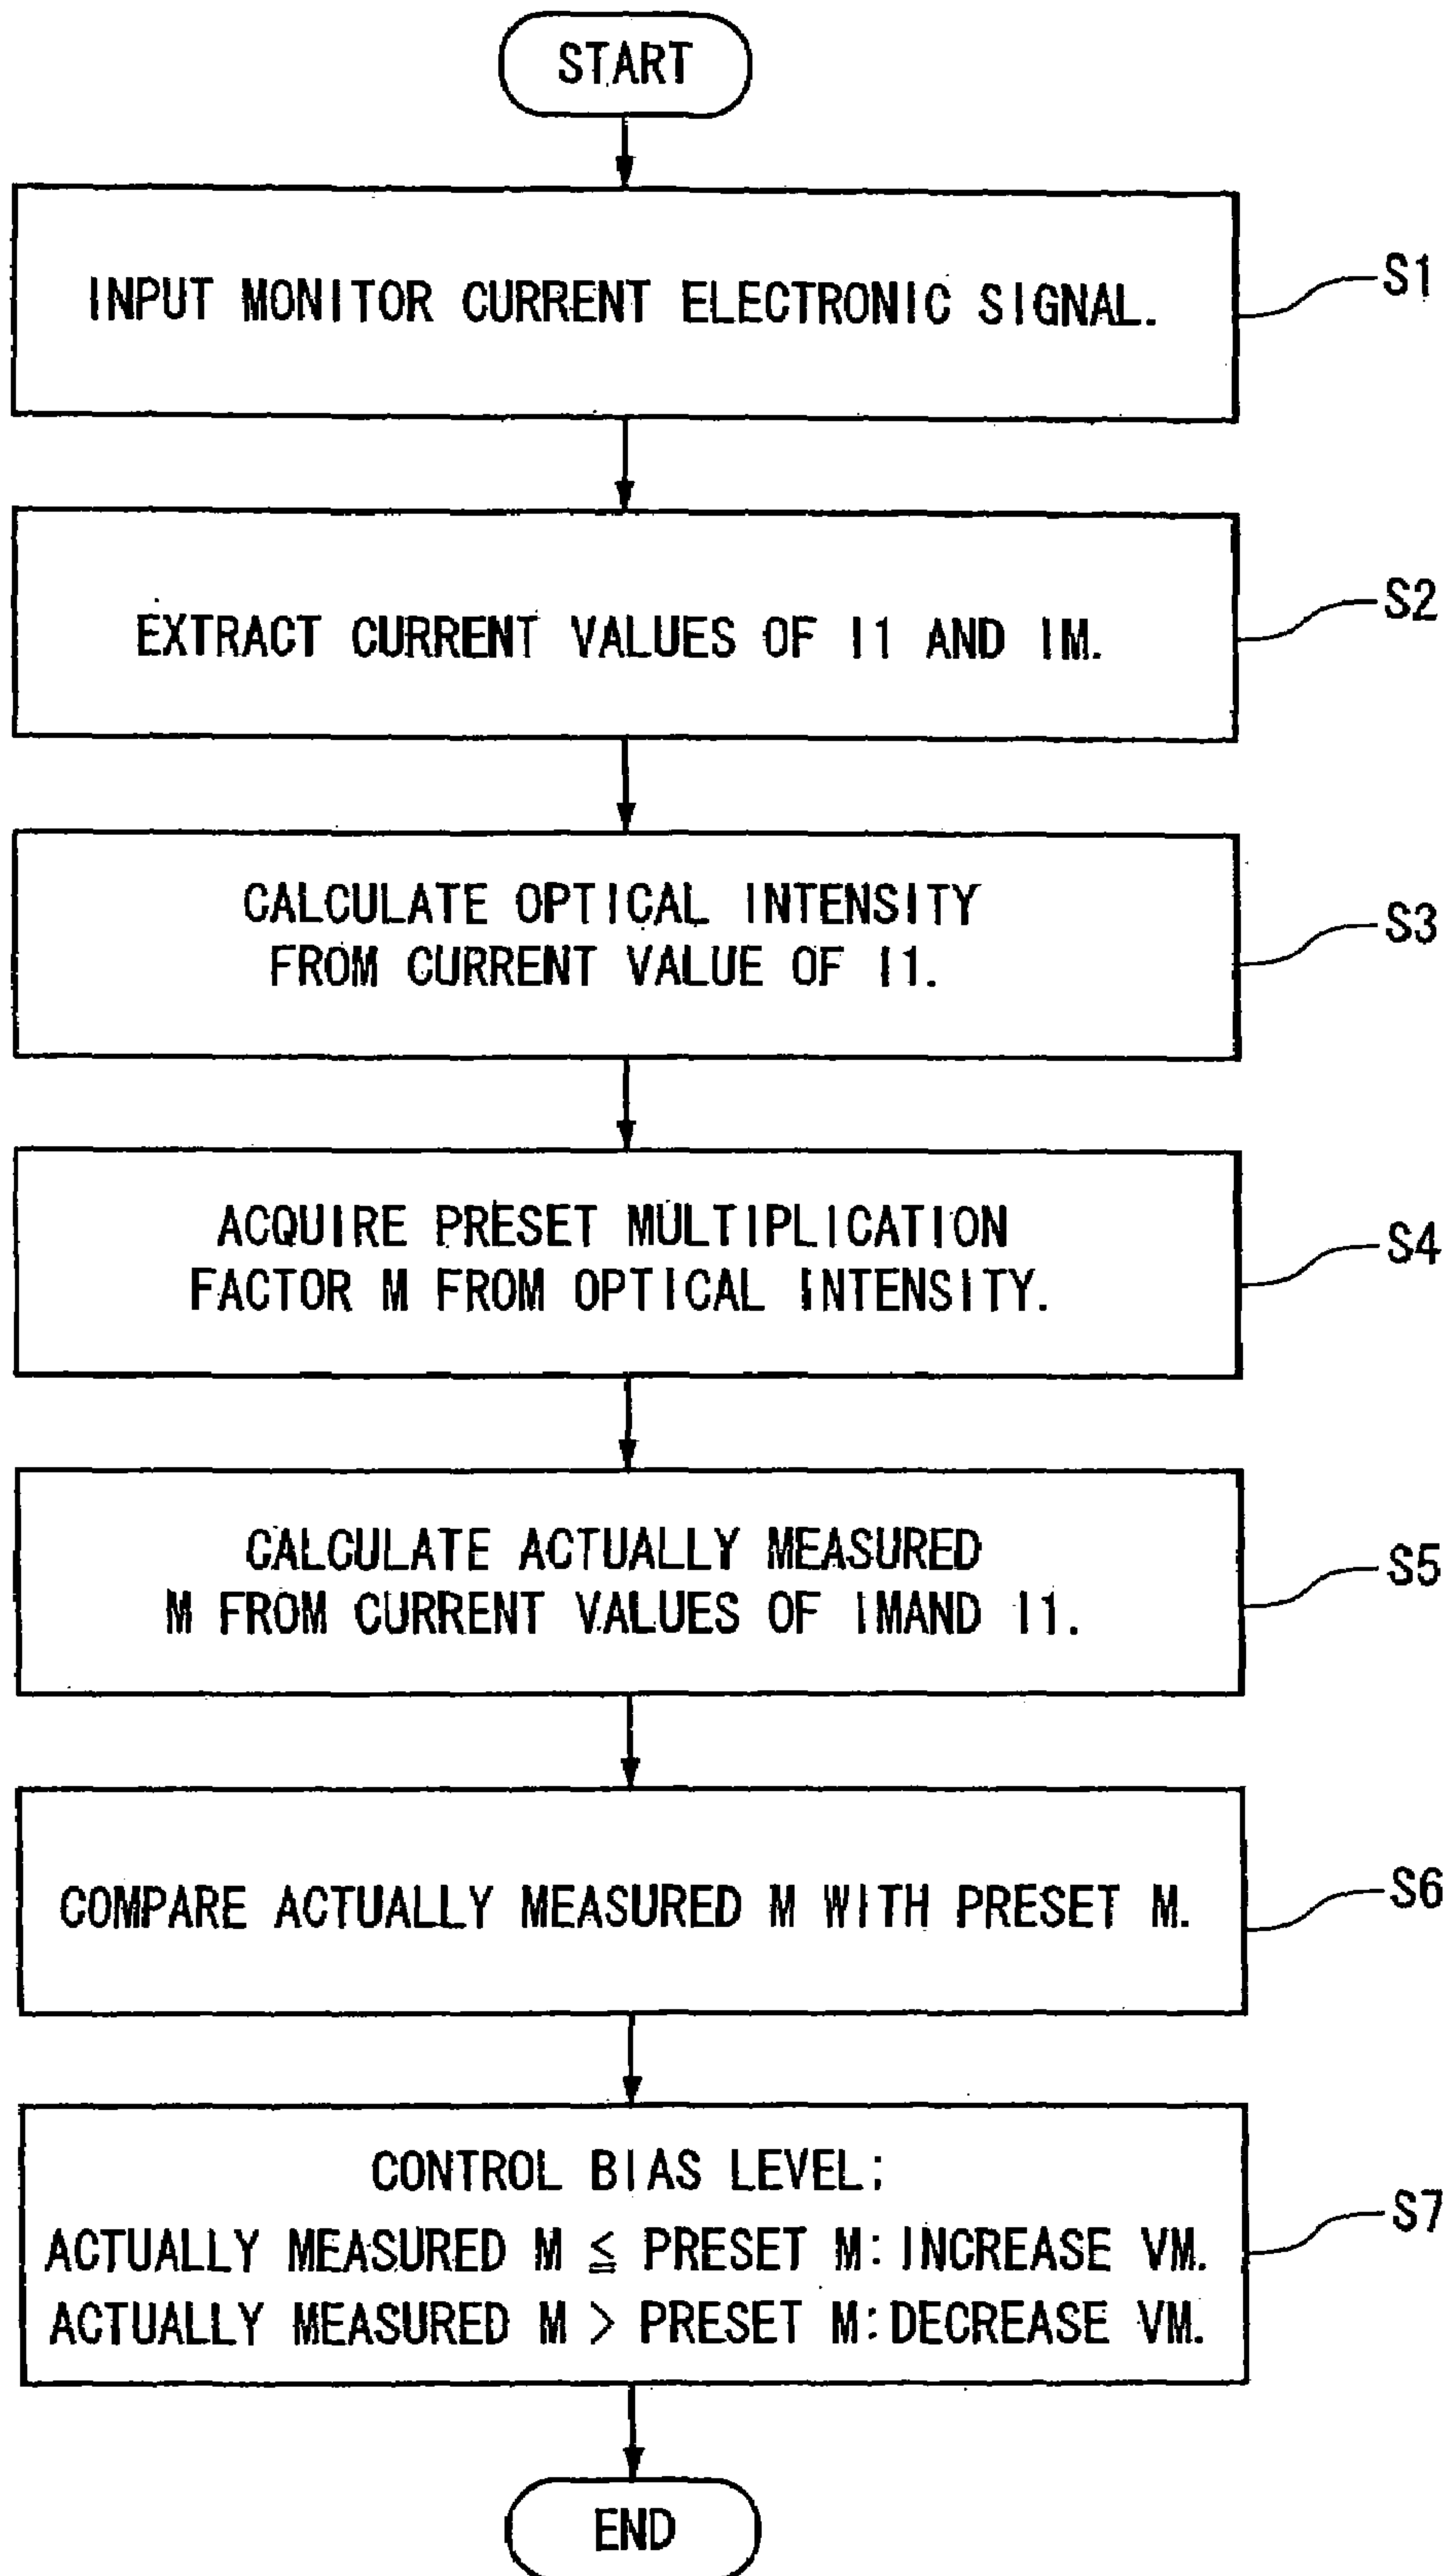 START
INPUT MONITOR CURRENT ELECTRONIC SIGNAL.
S1
EXTRACT CURRENT VALUES OF I1 AND IM.
S2
CALCULATE OPTICAL INTENSITY
FROM CURRENT VALUE OF I1.
S3
ACQUIRE PRESET MULTIPLICATION
FACTOR M FROM OPTICAL INTENSITY.
S4
CALCULATE ACTUALLY MEASURED
M FROM CURRENT VALUES OF IMAND I1.
S5
COMPARE ACTUALLY MEASURED M WITH PRESET M.
S6
CONTROL BIAS LEVEL;
ACTUALLY MEASURED M ≦ PRESET M:INCREASE VM.
ACTUALLY MEASURED M > PRESET M:DECREASE VM.
S7
END